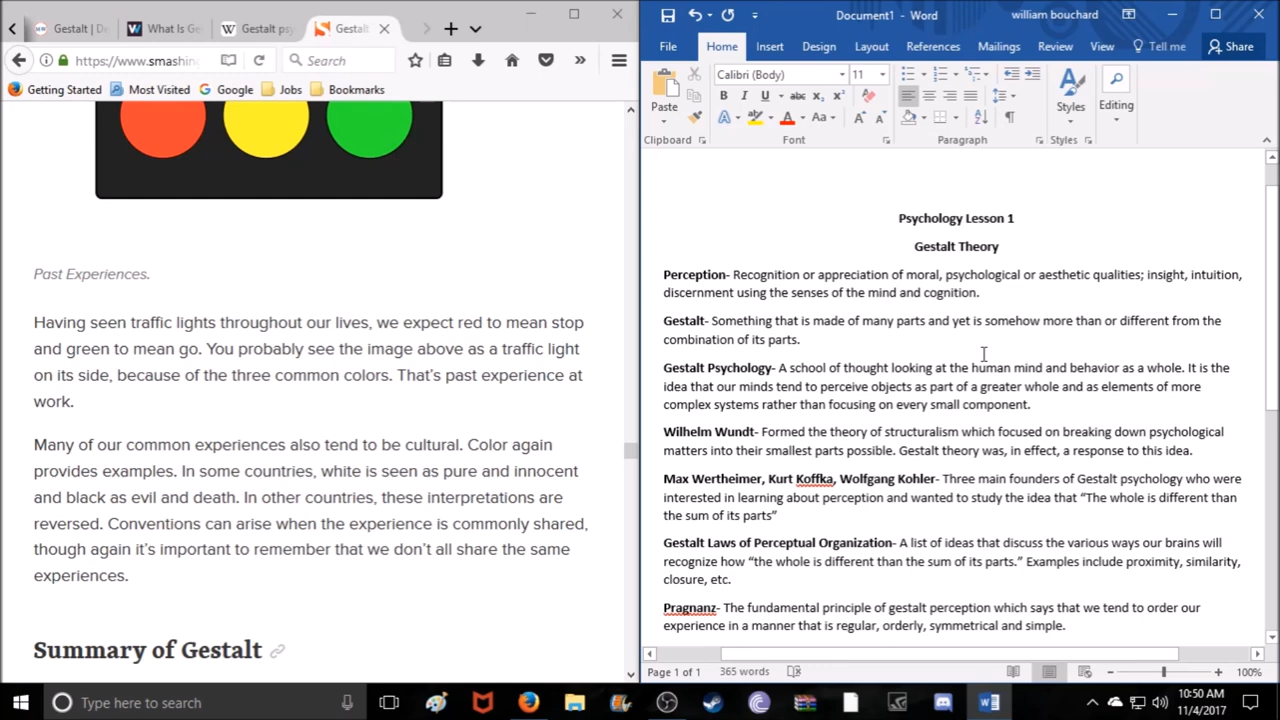 Gestalt | De
What Is Ge
Gestalt psy
Gestalt
https://www.smashing
Search
Getting Started
Most Visited
Google
Jobs
Bookmarks
Past Experiences.
Having seen traffic lights throughout our lives, we expect red to mean stop
and green to mean go. You probably see the image above as a traffic light
on its side, because of the three common colors. That’s past experience at
work.
Many of our common experiences also tend to be cultural. Color again
provides examples. In some countries, white is seen as pure and innocent
and black as evil and death. In other countries, these interpretations are
reversed. Conventions can arise when the experience is commonly shared,
though again it’s important to remember that we don’t all share the same
experiences.
Summary of Gestalt
Document1 - Word
william bouchard
File Home Insert Design Layout References Mailings Review View Tell me Share
Calibri (Body) 11
Paste
Styles
Editing
Clipboard Font Paragraph Styles
Psychology Lesson 1
Gestalt Theory
Perception- Recognition or appreciation of moral, psychological or aesthetic qualities; insight, intuition,
discernment using the senses of the mind and cognition.
Gestalt- Something that is made of many parts and yet is somehow more than or different from the
combination of its parts.
Gestalt Psychology- A school of thought looking at the human mind and behavior as a whole. It is the
idea that our minds tend to perceive objects as part of a greater whole and as elements of more
complex systems rather than focusing on every small component.
Wilhelm Wundt- Formed the theory of structuralism which focused on breaking down psychological
matters into their smallest parts possible. Gestalt theory was, in effect, a response to this idea.
Max Wertheimer, Kurt Koffka, Wolfgang Kohler- Three main founders of Gestalt psychology who were
interested in learning about perception and wanted to study the idea that “The whole is different than
the sum of its parts”
Gestalt Laws of Perceptual Organization- A list of ideas that discuss the various ways our brains will
recognize how “the whole is different than the sum of its parts.” Examples include proximity, similarity,
closure, etc.
Pragnanz- The fundamental principle of gestalt perception which says that we tend to order our
experience in a manner that is regular, orderly, symmetrical and simple.
Page 1 of 1 365 words 100%
Type here to search
10:50 AM
11/4/2017